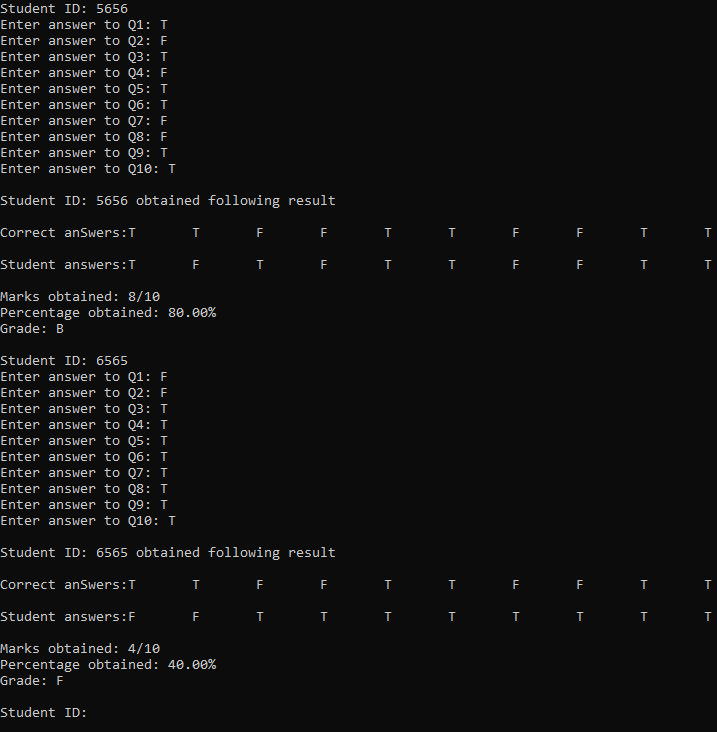 Student ID: 5656
Enter answer to Q1: T
Enter answer to Q2: F
Enter answer to Q3: T
Enter answer to Q4: F
Enter answer to Q5: T
Enter answer to Q6: T
Enter answer to Q7: F
Enter answer to Q8: F
Enter answer to Q9: T
Enter answer to Q10: T
Student ID: 5656 obtained following result
Correct anSwers:T T F F T T F F T T
Student answers:T F T F T T F F T T
Marks obtained: 8/10
Percentage obtained: 80.00%
Grade: B
Student ID: 6565
Enter answer to Q1: F
Enter answer to Q2: F
Enter answer to Q3: T
Enter answer to Q4: T
Enter answer to Q5: T
Enter answer to Q6: T
Enter answer to Q7: T
Enter answer to Q8: T
Enter answer to Q9: T
Enter answer to Q10: T
Student ID: 6565 obtained following result
Correct anSwers:T T F F T T F F T T
Student answers:F F T T T T T T T T
Marks obtained: 4/10
Percentage obtained: 40.00%
Grade: F
Student ID: